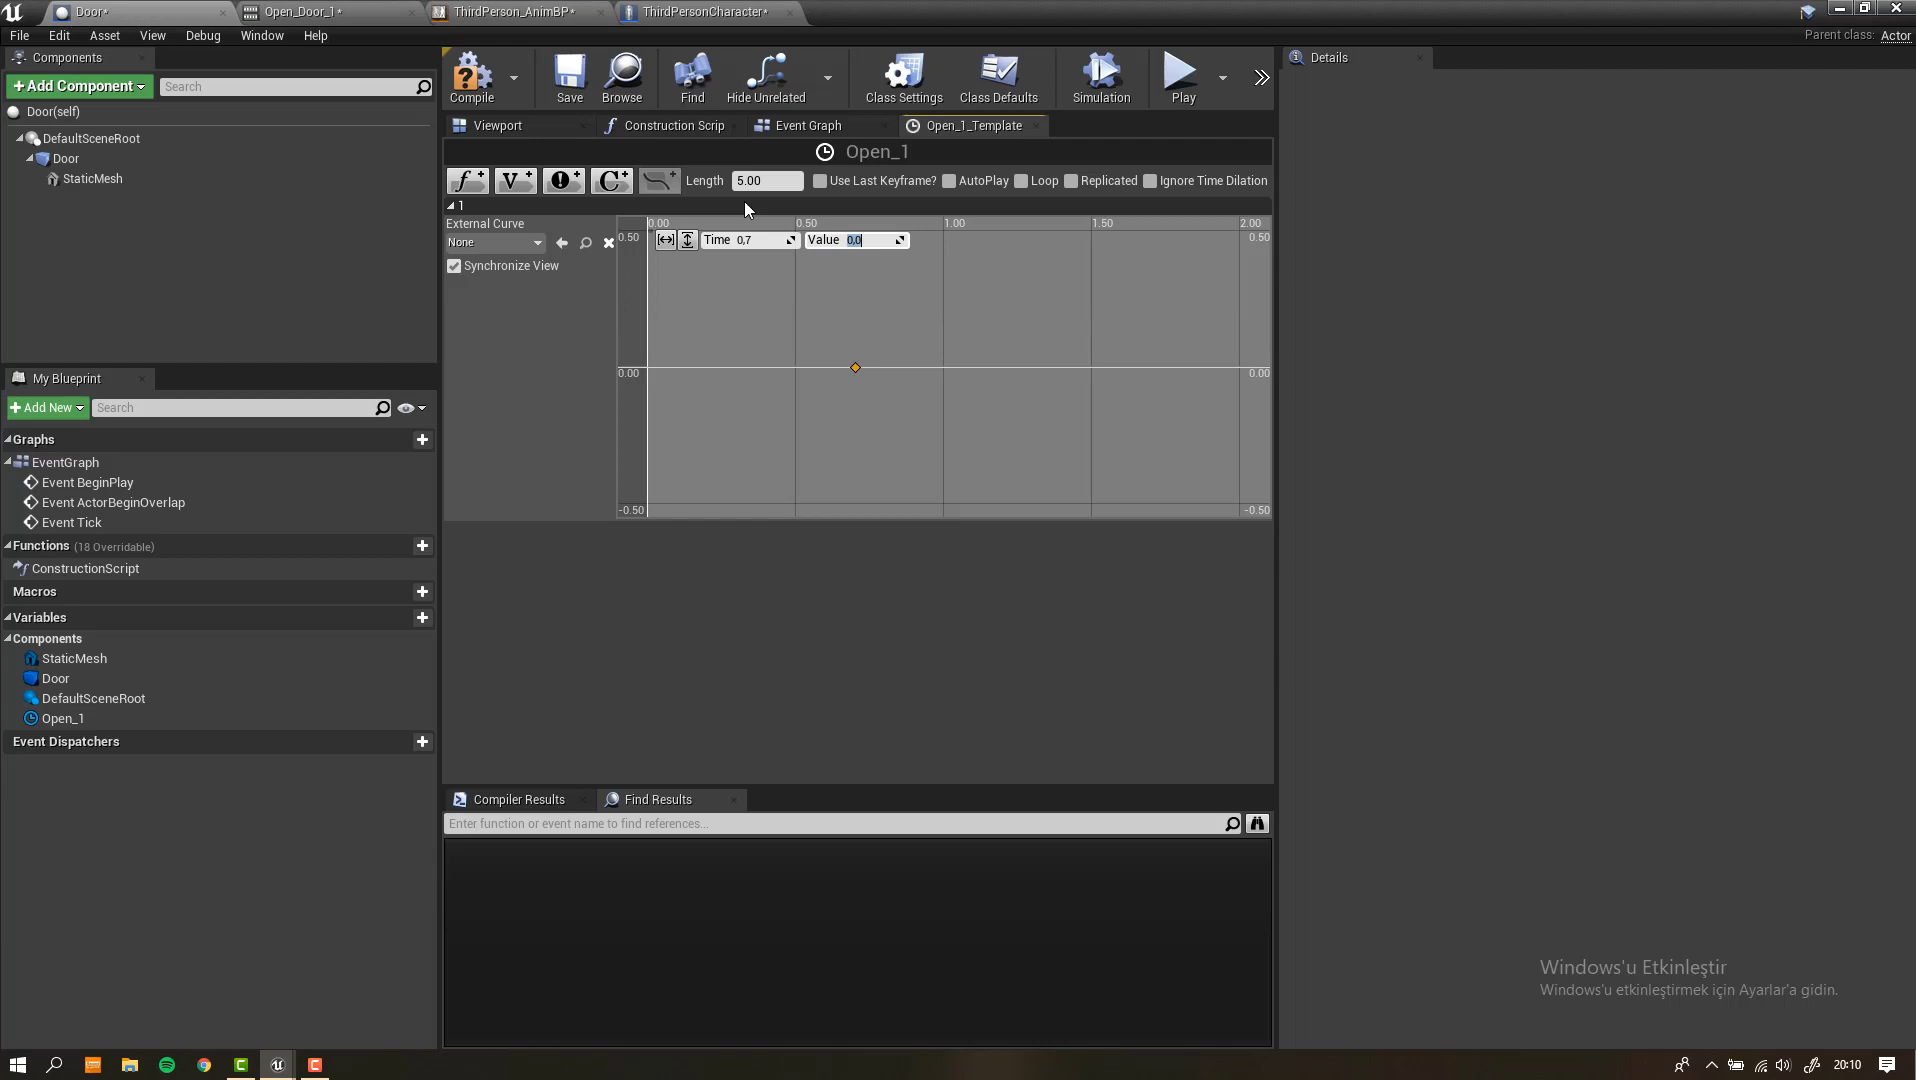 Door*
Open_Door_1*
ThirdPerson_AnimBP*
ThirdPersonCharacter*
File Edit Asset View Debug Window Help
Parent class: Actor
Components
+Add Component
Search
Door(self)
DefaultSceneRoot
Door
StaticMesh
Compile
Save
Browse
Find
Hide Unrelated
Class Settings
Class Defaults
Simulation
Play
Details
Viewport
Construction Scrip
Event Graph
Open_1_Template
Open_1
Length 5.00 Use Last Keyframe? AutoPlay Loop Replicated Ignore Time Dilation
1
External Curve
None
Synchronize View
0.00 0.50 1.00 1.50 2.00
0.50 Time 0,7 Value 0,0 0.50
0.00 0.00
-0.50 -0.50
My Blueprint
+Add New
Search
Graphs
EventGraph
Event BeginPlay
Event ActorBeginOverlap
Event Tick
Functions (18 Overridable)
ConstructionScript
Macros
Variables
Components
StaticMesh
Door
DefaultSceneRoot
Open_1
Event Dispatchers
Compiler Results
Find Results
Enter function or event name to find references...
Windows'u Etkinleştir
Windows'u etkinleştirmek için Ayarlar'a gidin.
20:10